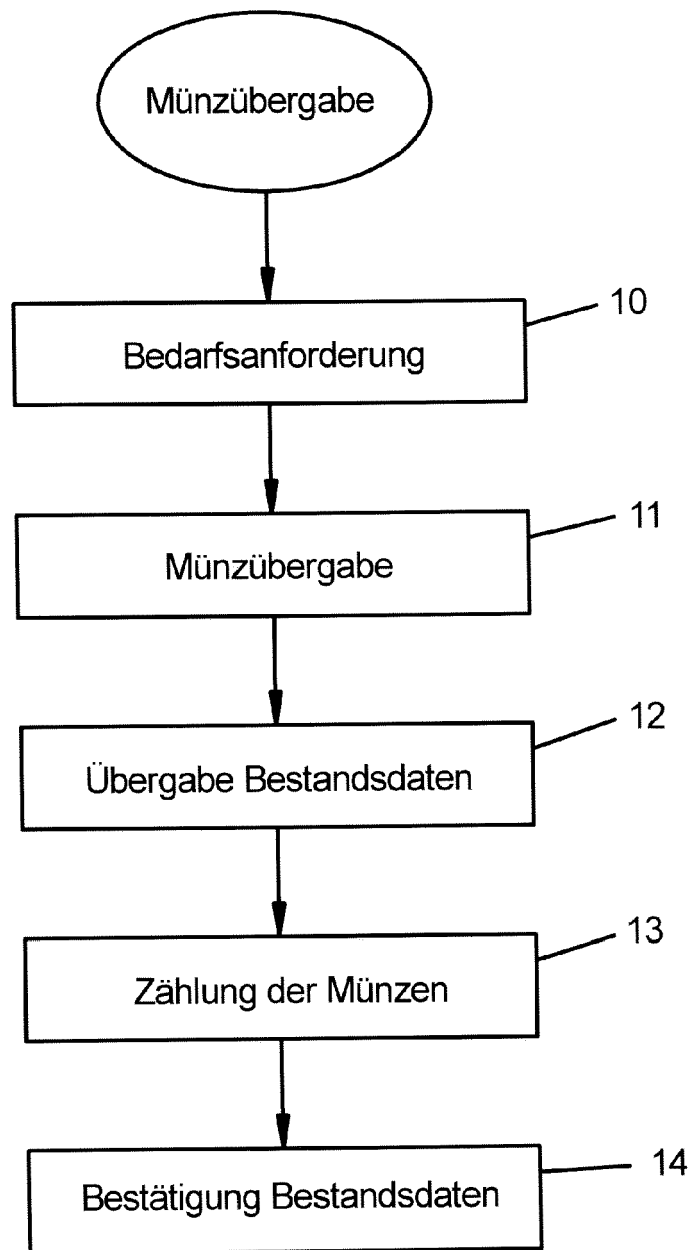 Münzübergabe
10
Bedarfsanforderung
11
Münzübergabe
12
Übergabe Bestandsdaten
13
Zählung der Münzen
14
Bestätigung Bestandsdaten